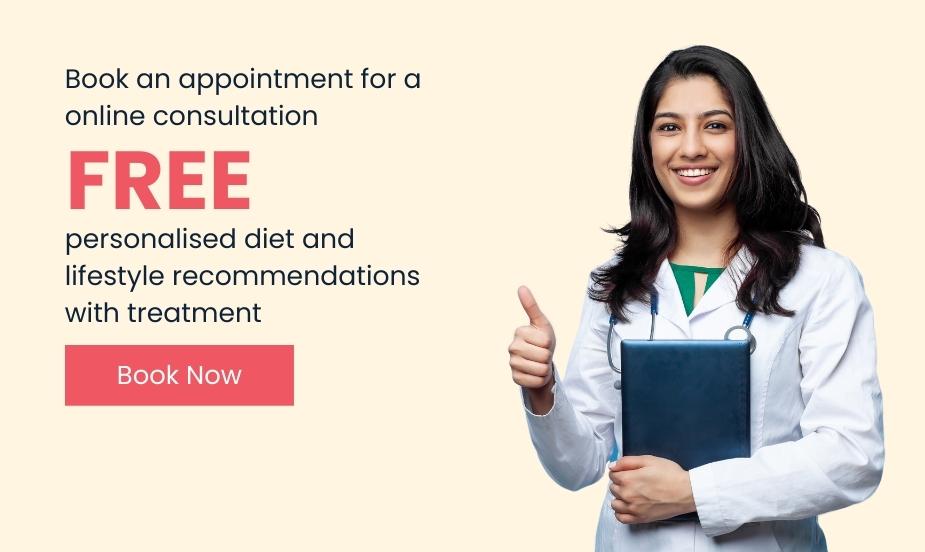 Book an appointment for a
online consultation
FREE
personalised diet and
lifestyle recommendations
with treatment
Book Now